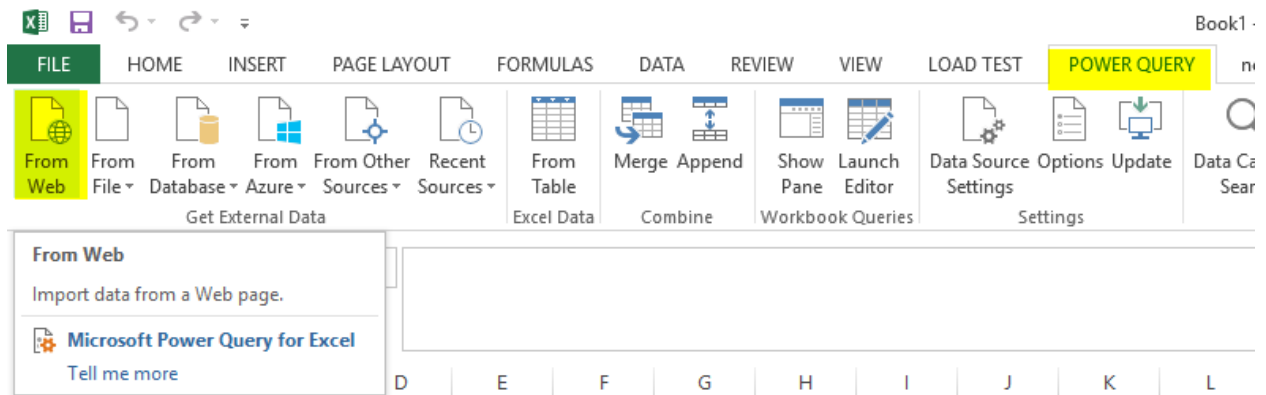 Book1 -
FILE HOME INSERT PAGE LAYOUT FORMULAS DATA REVIEW VIEW LOAD TEST POWER QUERY
From From From From From Other Recent From Merge Append Show Launch Data Source Options Update
Web File Database Azure Sources Sources Table Pane Editor Settings
Get External Data Excel Data Combine Workbook Queries Settings
From Web
Import data from a Web page.
Microsoft Power Query for Excel
Tell me more
D E F G H I J K L